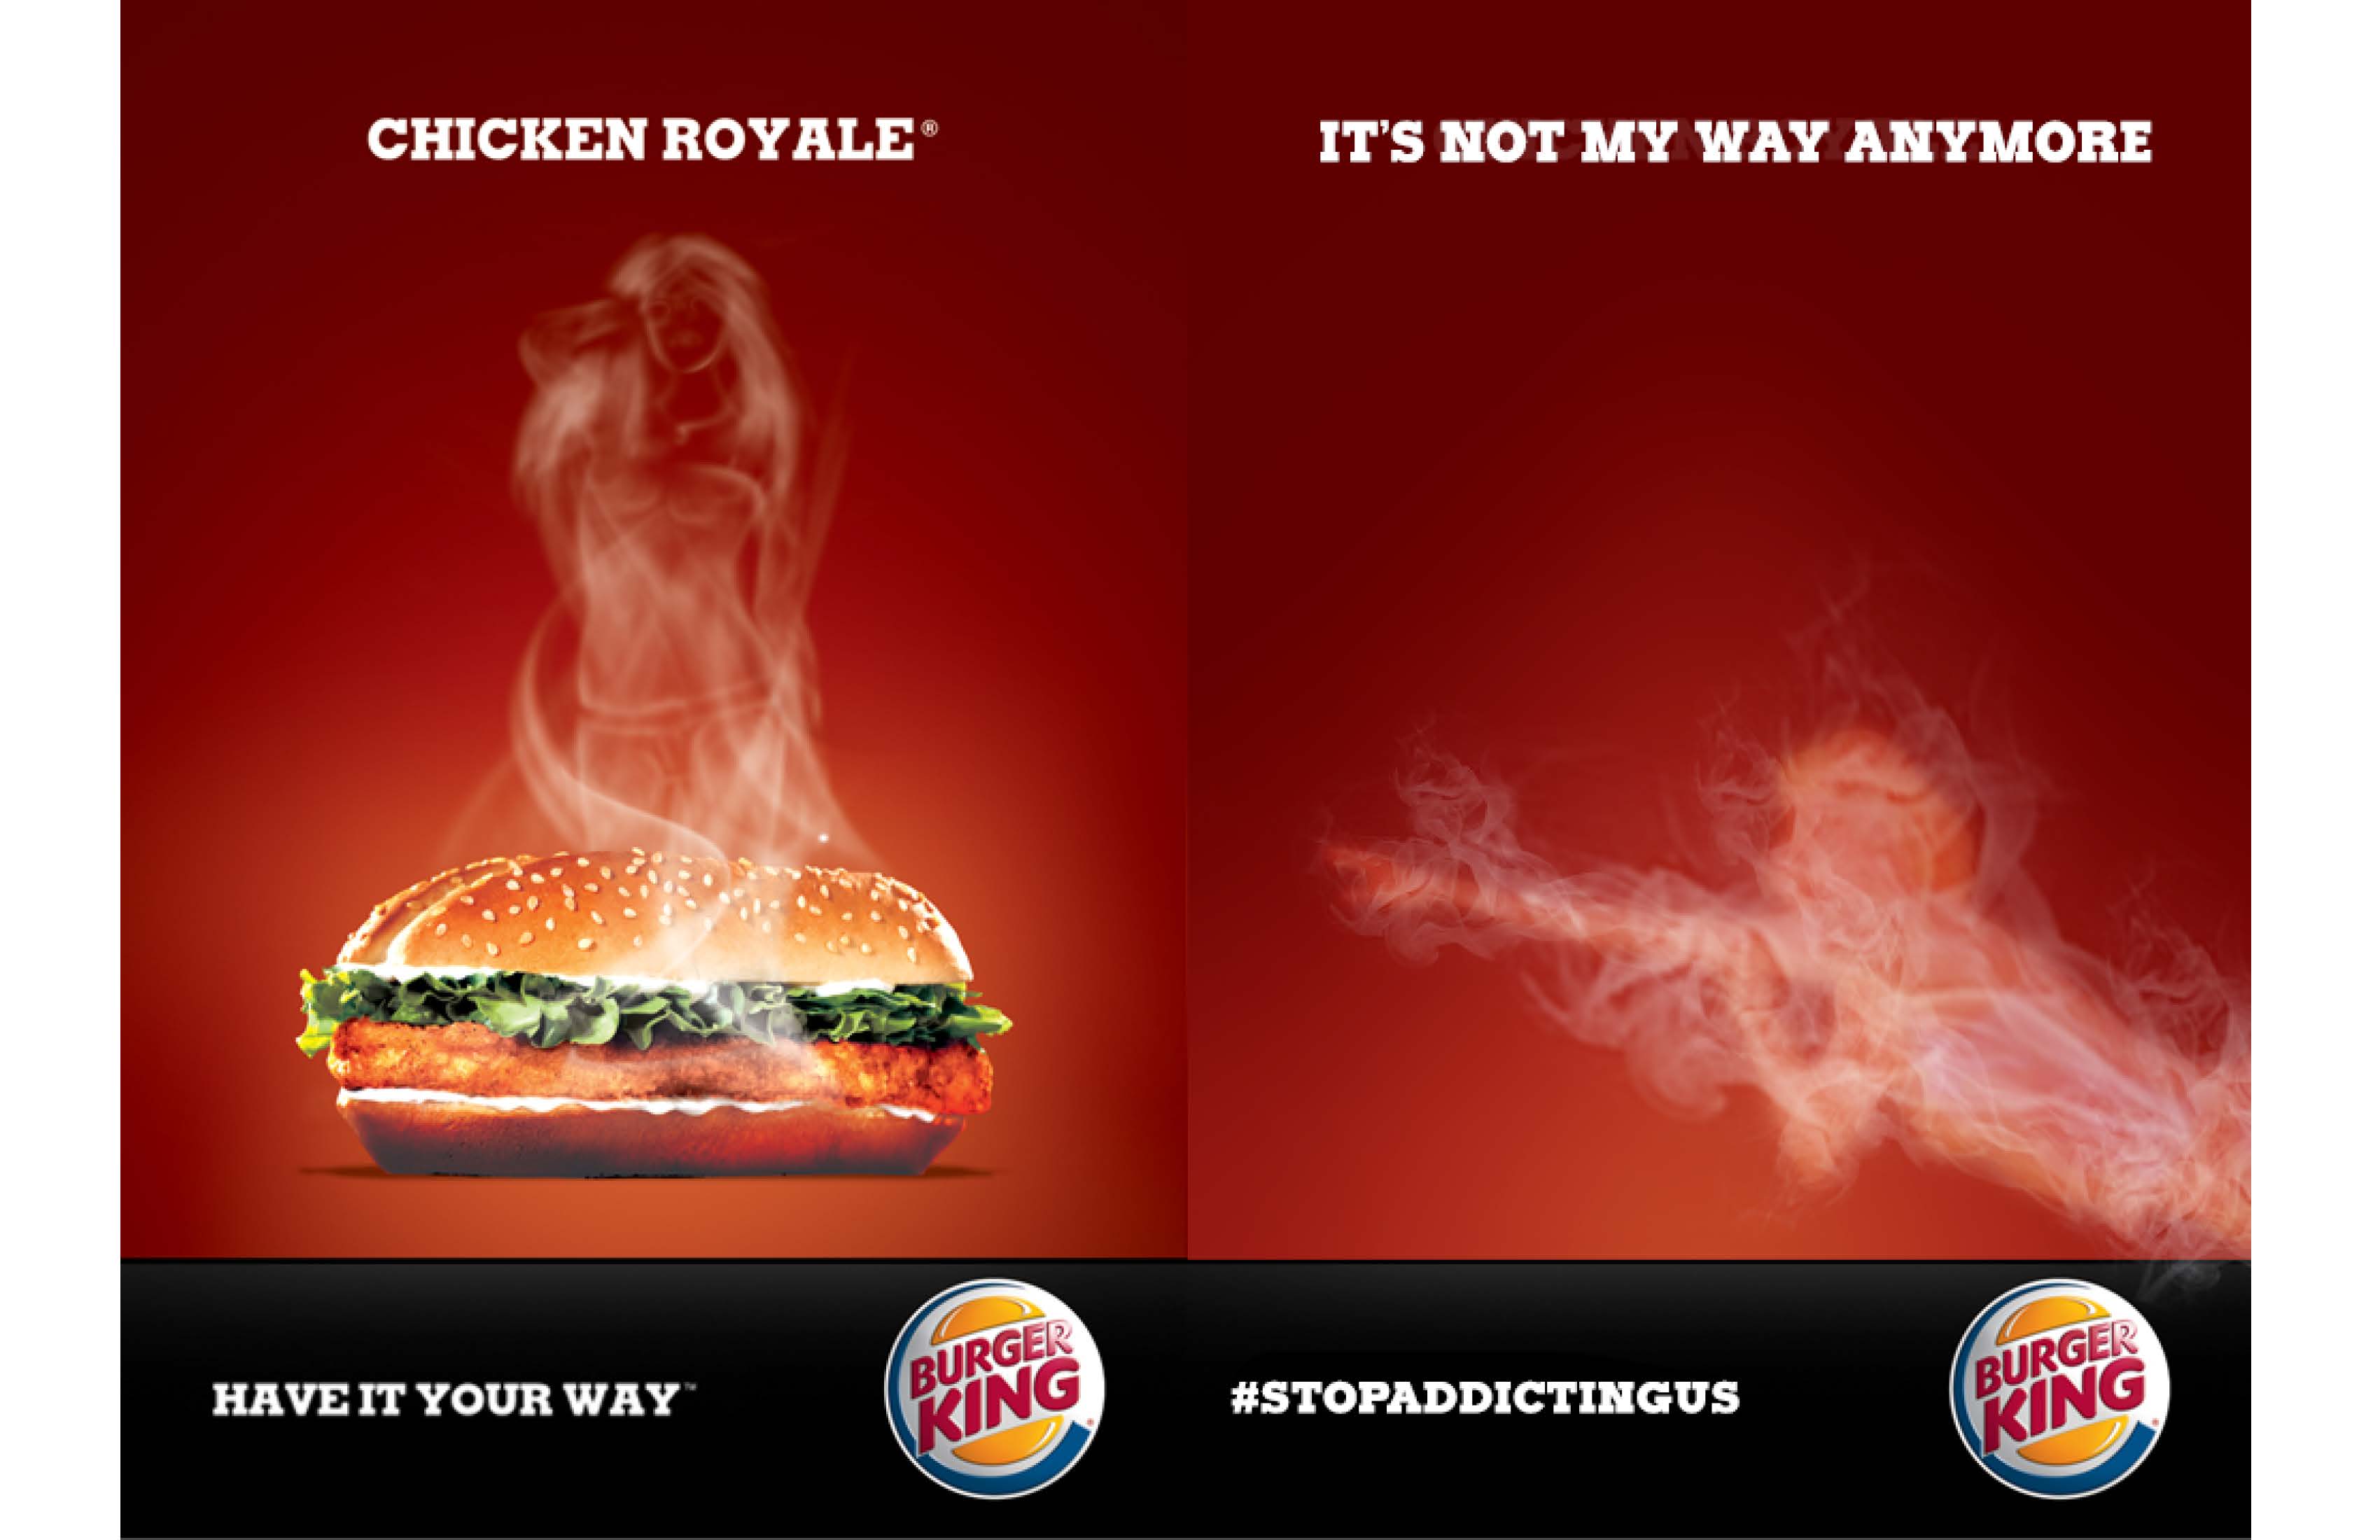 CHICKEN ROYALE®
HAVE IT YOUR WAY™
BURGER
KING®
IT'S NOT MY WAY ANYMORE
#STOPADDICTINGUS
BURGER
KING®